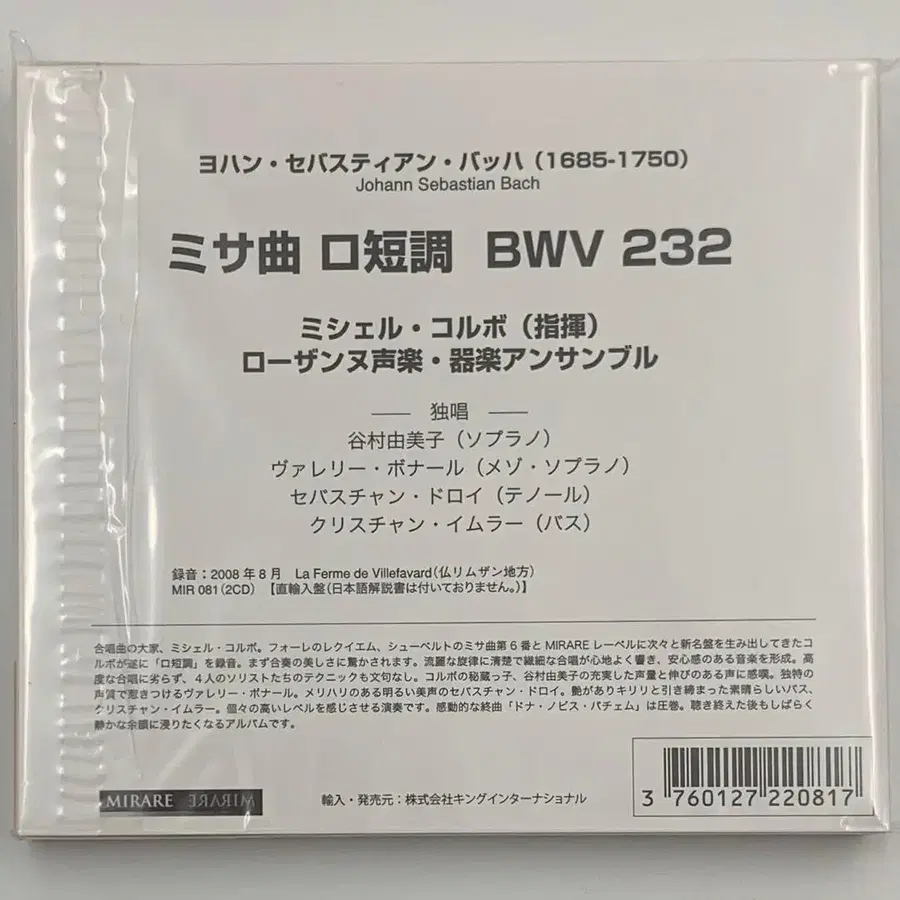 ヨハン・セバスティアン・バッハ（1685-1750）
Johann Sebastian Bach
ミサ曲 ロ短調 BWV 232
ミシェル・コルボ（指揮）
ローザンヌ声楽・器楽アンサンブル
独唱
谷村由美子（ソプラノ）
ヴァレリー・ボナール（メゾ・ソプラノ）
セバスチャン・ドロイ（テノール）
クリスチャン・イムラー（バス）
録音：2008 年 8 月　La Ferme de Villefavard（仏リムザン地方）
MIR 081（2CD）【直輸入盤（日本語解説書は付いておりません。）】
合唱曲の大家、ミシェル・コルボ。フォーレのレクイエム、シューベルトのミサ曲第 6 番と MIRARE レーベルに次々と新名盤を生み出してきたコ
ルボが遂に「ロ短調」を録音。まず合奏の美しさに驚かされます。流麗な旋律に清楚で繊細な合唱が心地よく響き、安心感のある音楽を形成。高
度な合唱に劣らず、4 人のソリストたちのテクニックも文句なし。コルボの秘蔵っ子、谷村由美子の充実した声量と伸びのある声に感嘆。独特の
声質で惹きつけるヴァレリー・ボナール。メリハリのある明るい美声のセバスチャン・ドロイ。艶がありキリリと引き締まった素晴らしいバス、
クリスチャン・イムラー。個々の高いレベルを感じさせる演奏です。感動的な終曲「ドナ・ノビス・パチェム」は圧巻。聴き終えた後もしばらく
静かな余韻に浸りたくなるアルバムです。
MIRARE MIRARE
輸入・発売元：株式会社キングインターナショナル
3 760127 220817